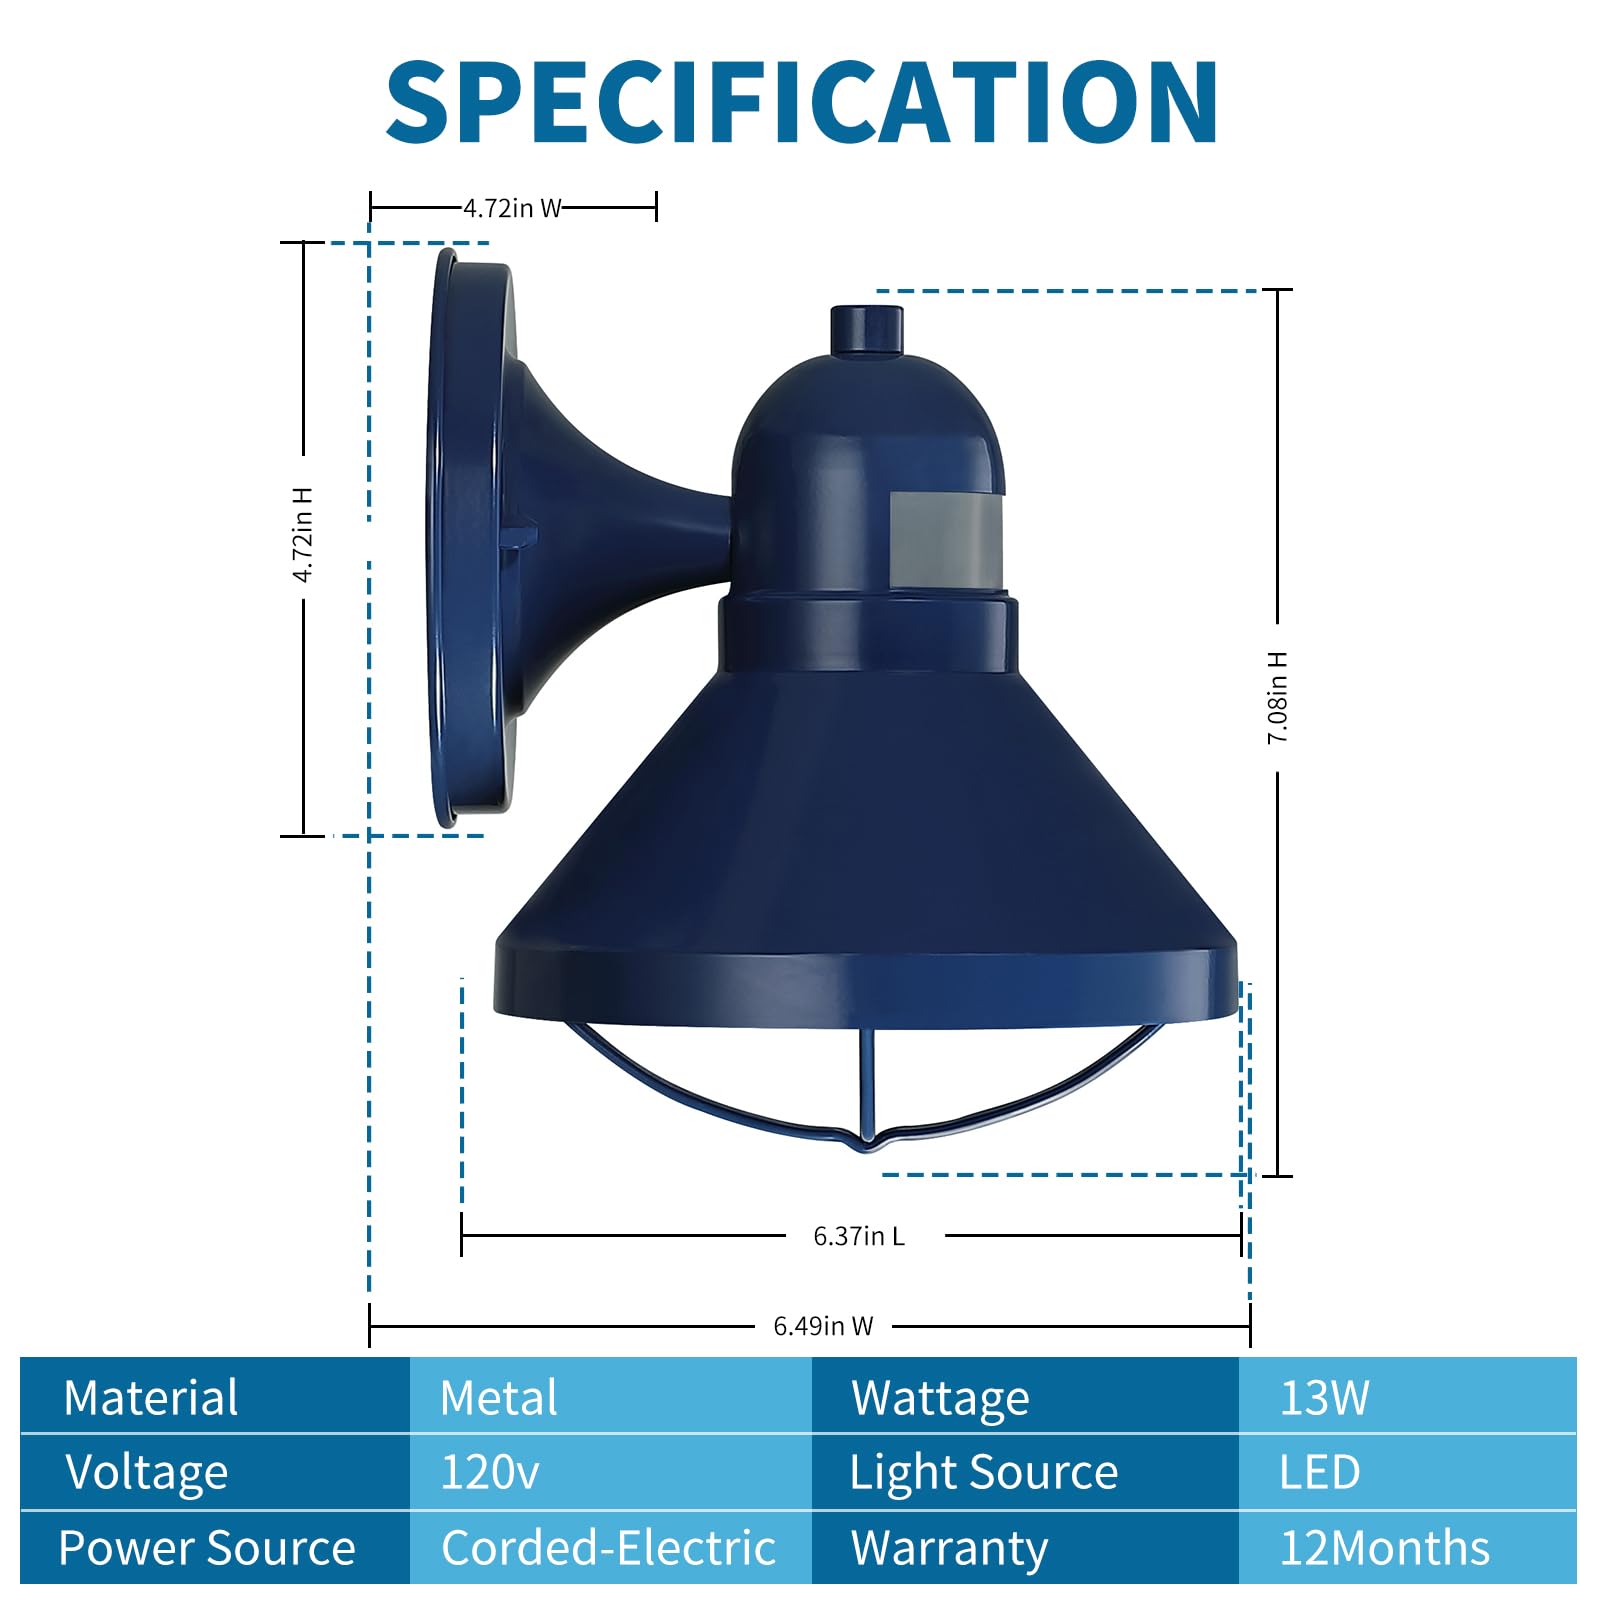 SPECIFICATION
4.72in W
4.72in H
7.08in H
6.37in L
6.49in W
Material Metal Wattage 13W
Voltage 120v Light Source LED
Power Source Corded-Electric Warranty 12Months